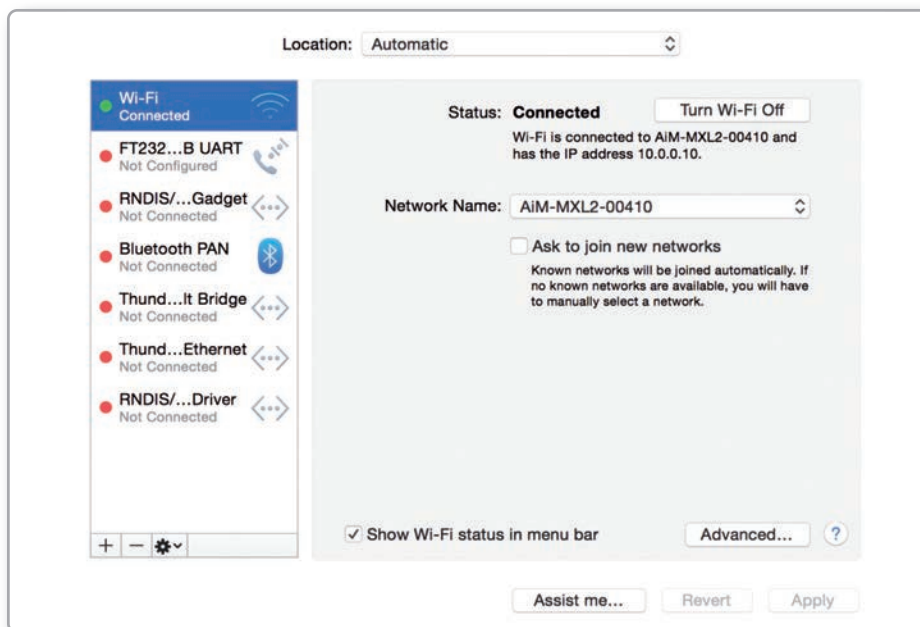 Location: Automatic
Wi-Fi
Connected
FT232...B UART
Not Configured
RNDIS/...Gadget
Not Connected
Bluetooth PAN
Not Connected
Thund...lt Bridge
Not Connected
Thund...Ethernet
Not Connected
RNDIS/...Driver
Not Connected
Status: Connected
Turn Wi-Fi Off
Wi-Fi is connected to AiM-MXL2-00410 and
has the IP address 10.0.0.10.
Network Name: AiM-MXL2-00410
Ask to join new networks
Known networks will be joined automatically. If
no known networks are available, you will have
to manually select a network.
Show Wi-Fi status in menu bar
Advanced...
?
Assist me...
Revert
Apply